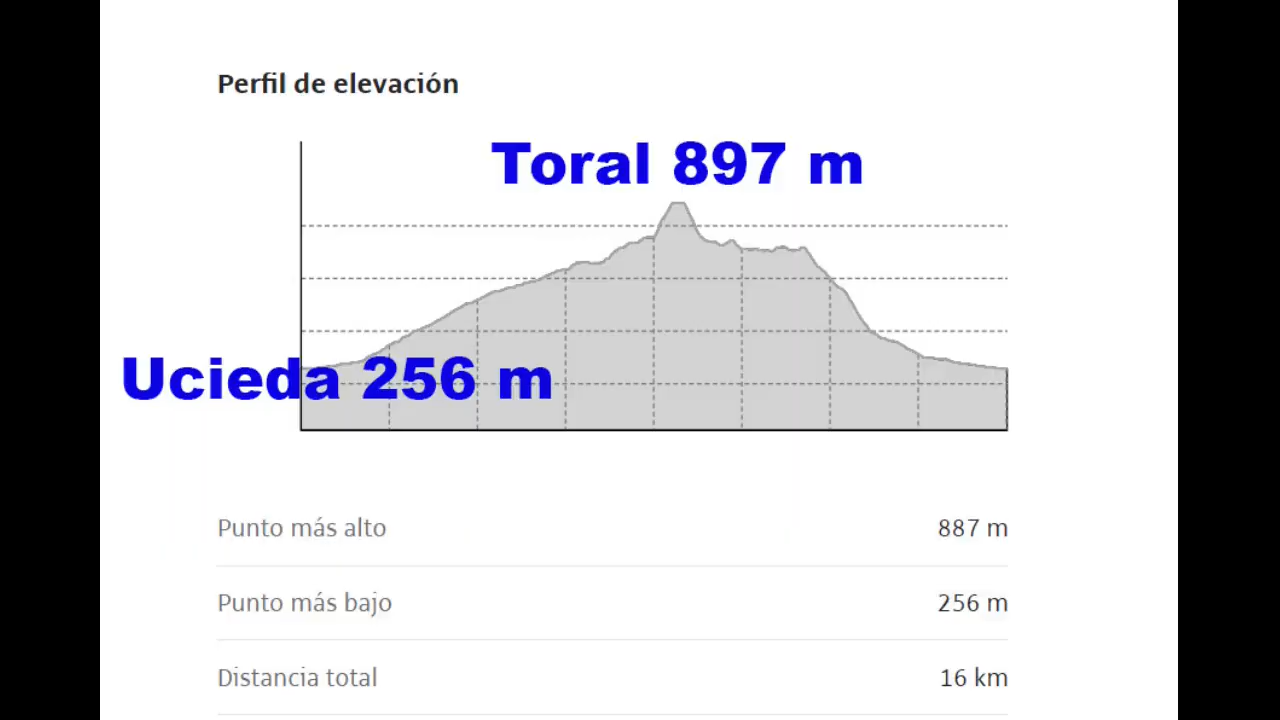 Perfil de elevación
Toral 897 m
Ucieda 256 m
Punto más alto 887 m
Punto más bajo 256 m
Distancia total 16 km